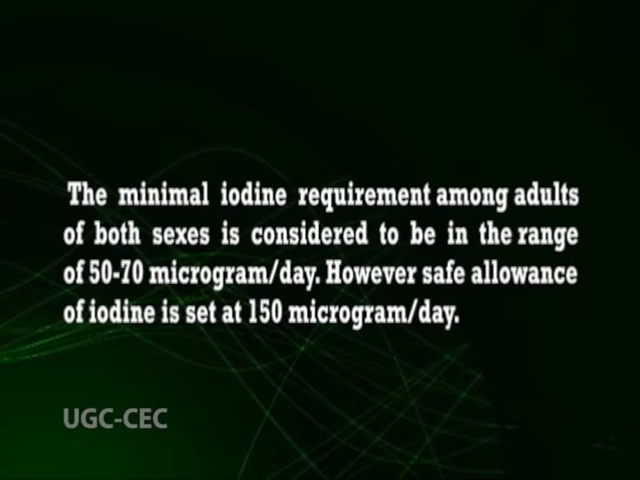 The minimal iodine requirement among adults
of both sexes is considered to be in the range
of 50-70 microgram/day. However safe allowance
of iodine is set at 150 microgram/day.
UGC-CEC